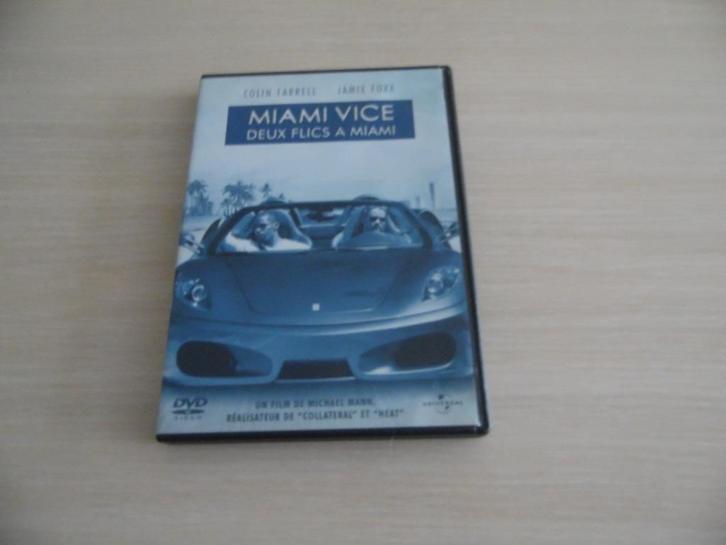 COLIN FARRELL JAMIE FOXX
MIAMI VICE
DEUX FLICS A MIAMI
UN FILM DE MICHAEL MANN,
RÉALISATEUR DE "COLLATERAL" ET "HEAT"
DVD
VIDEO
UNIVERSAL